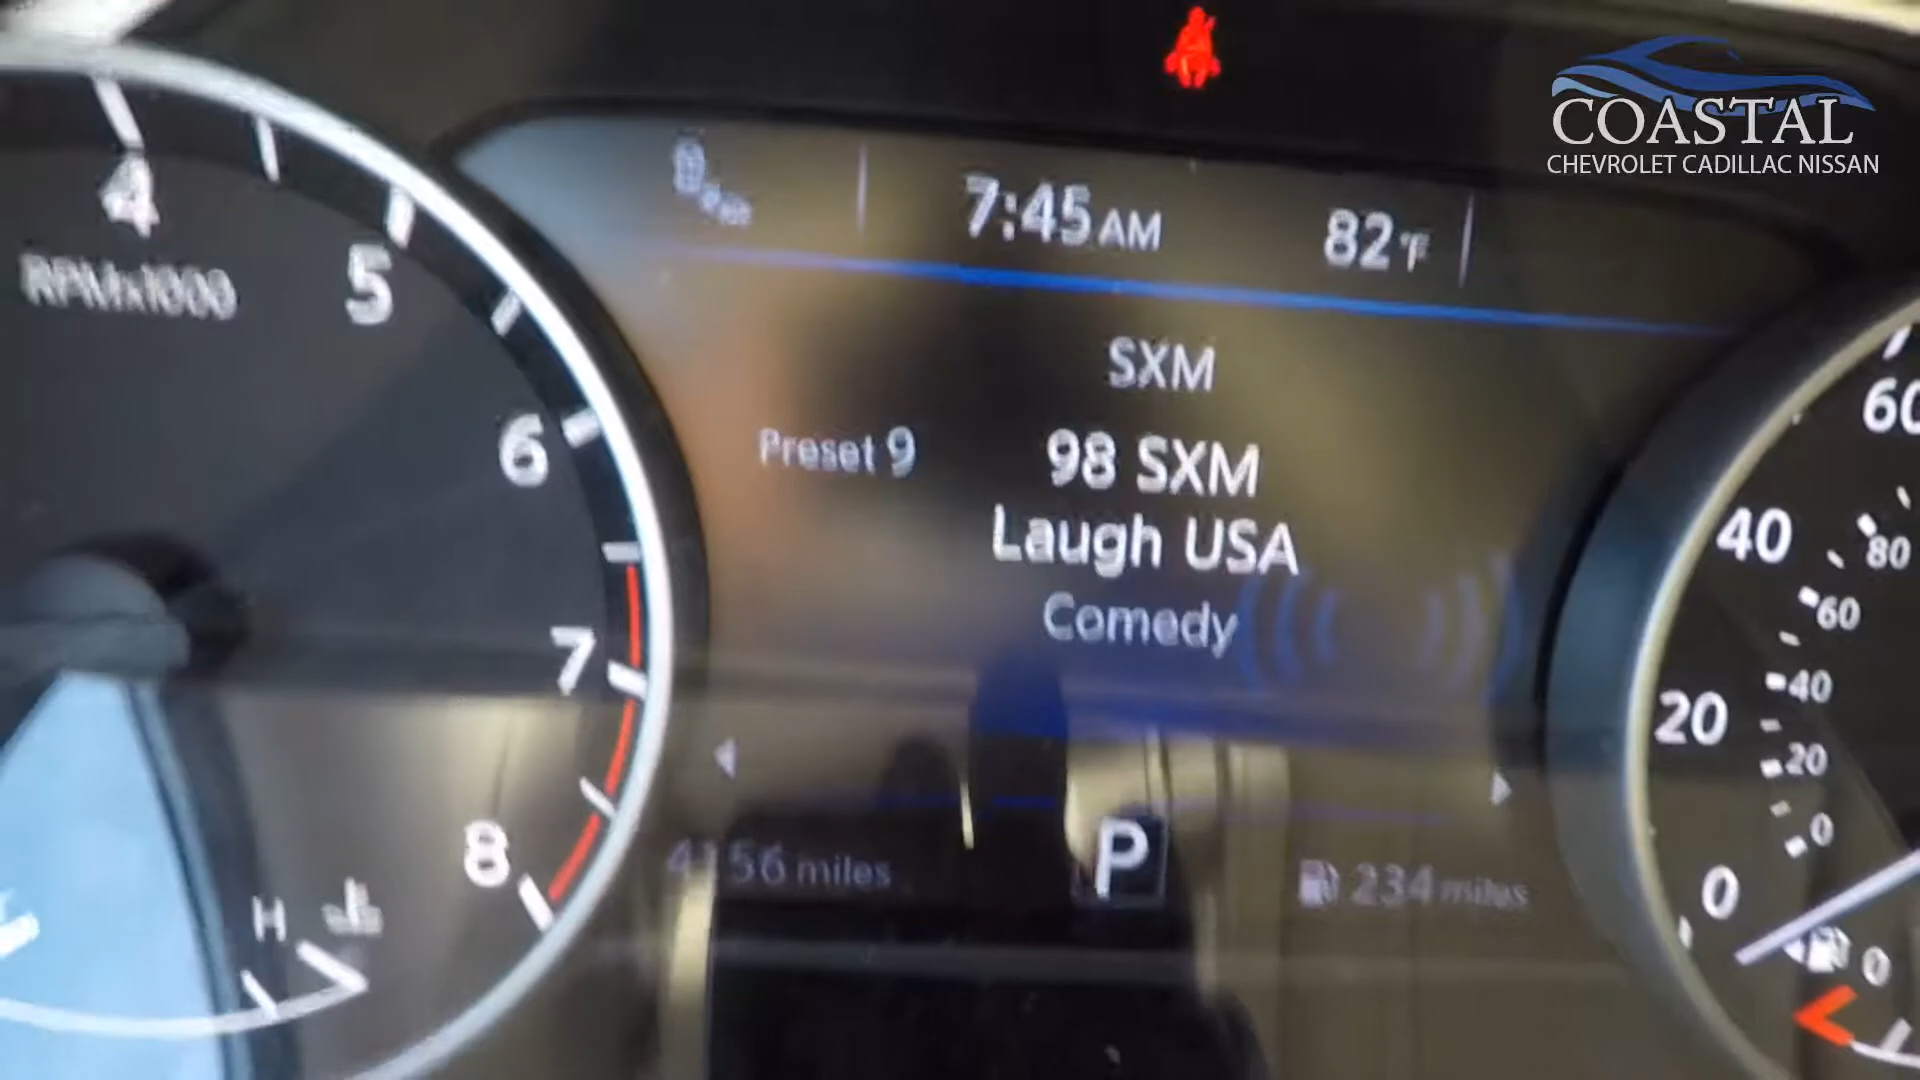 COASTAL
CHEVROLET CADILLAC NISSAN
7:45 AM
82°F
SXM
Preset 9
98 SXM
Laugh USA
Comedy
miles
P
234 miles
4
RPMx1000
5
6
7
8
H
60
40
20
0
80
60
40
20
0
0